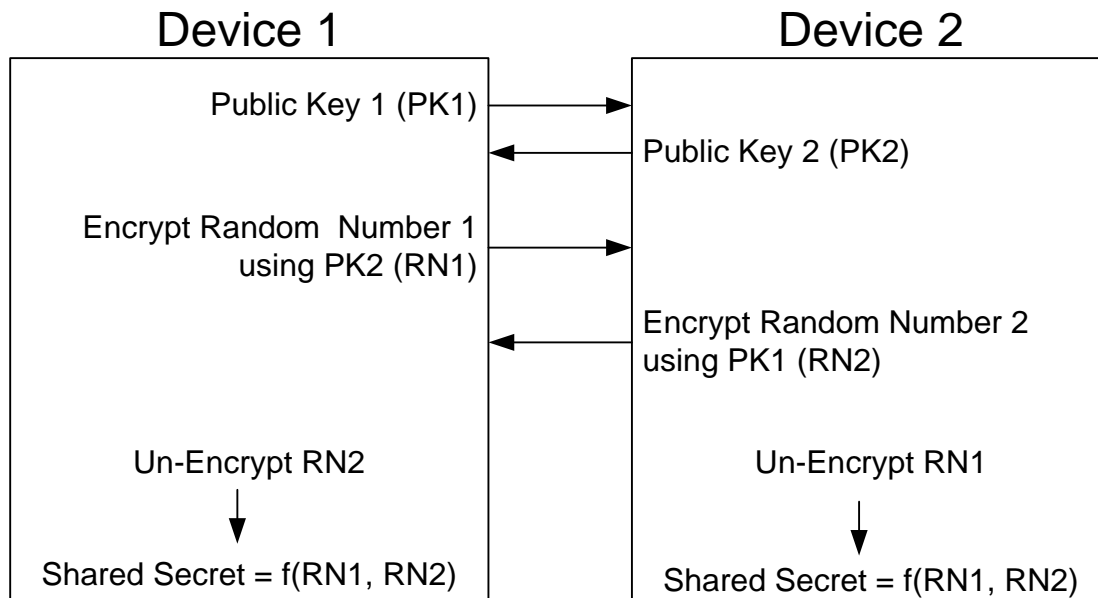 Device 1
Device 2
Public Key 1 (PK1)
Public Key 2 (PK2)
Encrypt Random Number 1
using PK2 (RN1)
Encrypt Random Number 2
using PK1 (RN2)
Un-Encrypt RN2
Un-Encrypt RN1
Shared Secret = f(RN1, RN2)
Shared Secret = f(RN1, RN2)